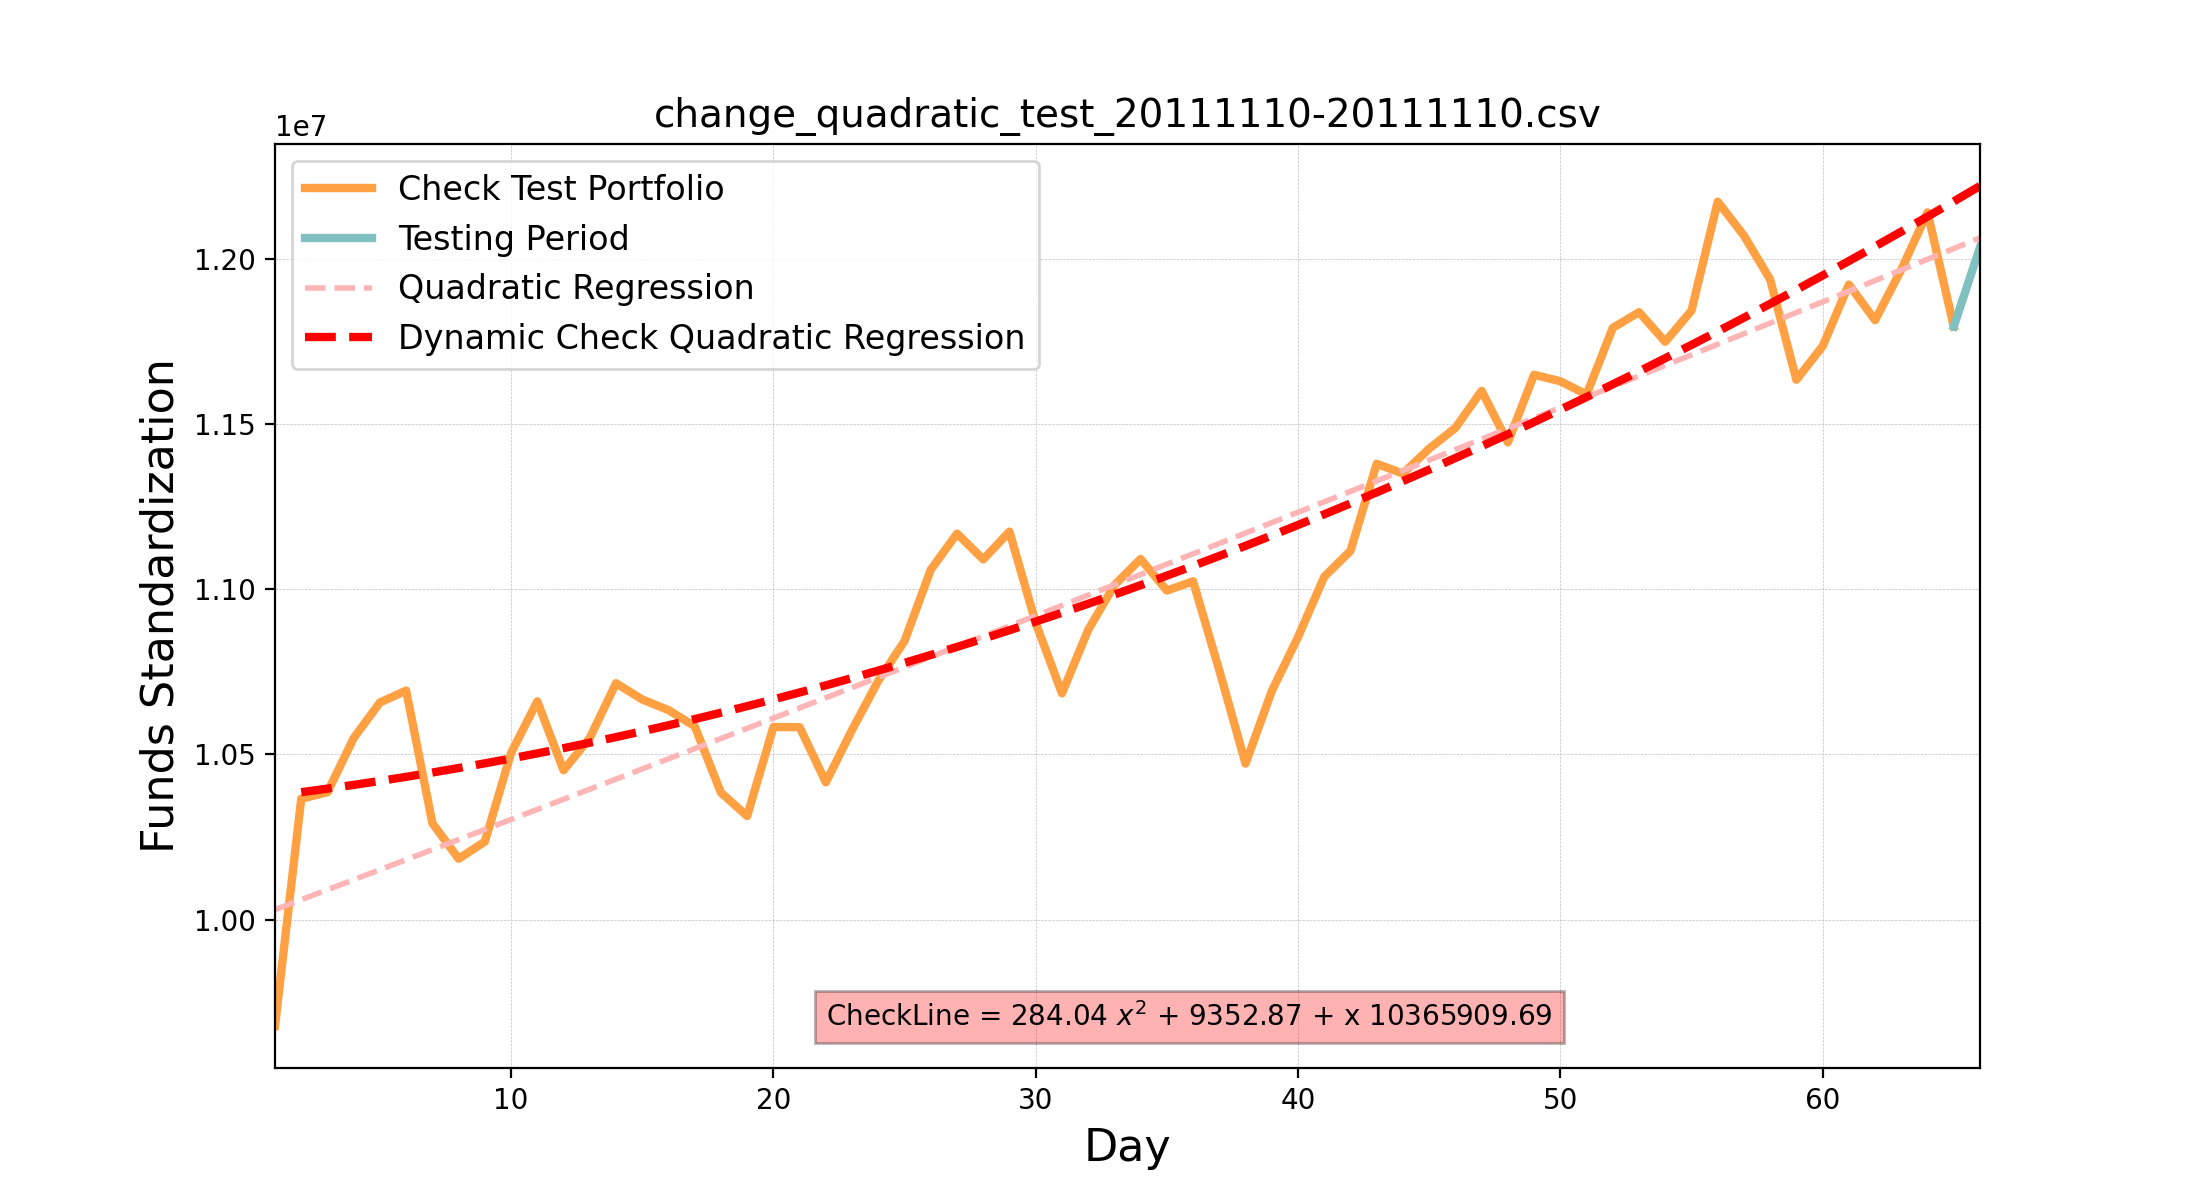 change_quadratic_test_20111110-20111110.csv
1e7
Check Test Portfolio
Testing Period
Quadratic Regression
Dynamic Check Quadratic Regression
1.20
1.15
1.10
1.05
1.00
Funds Standardization
CheckLine = 284.04 x² + 9352.87 + x 10365909.69
10 20 30 40 50 60
Day